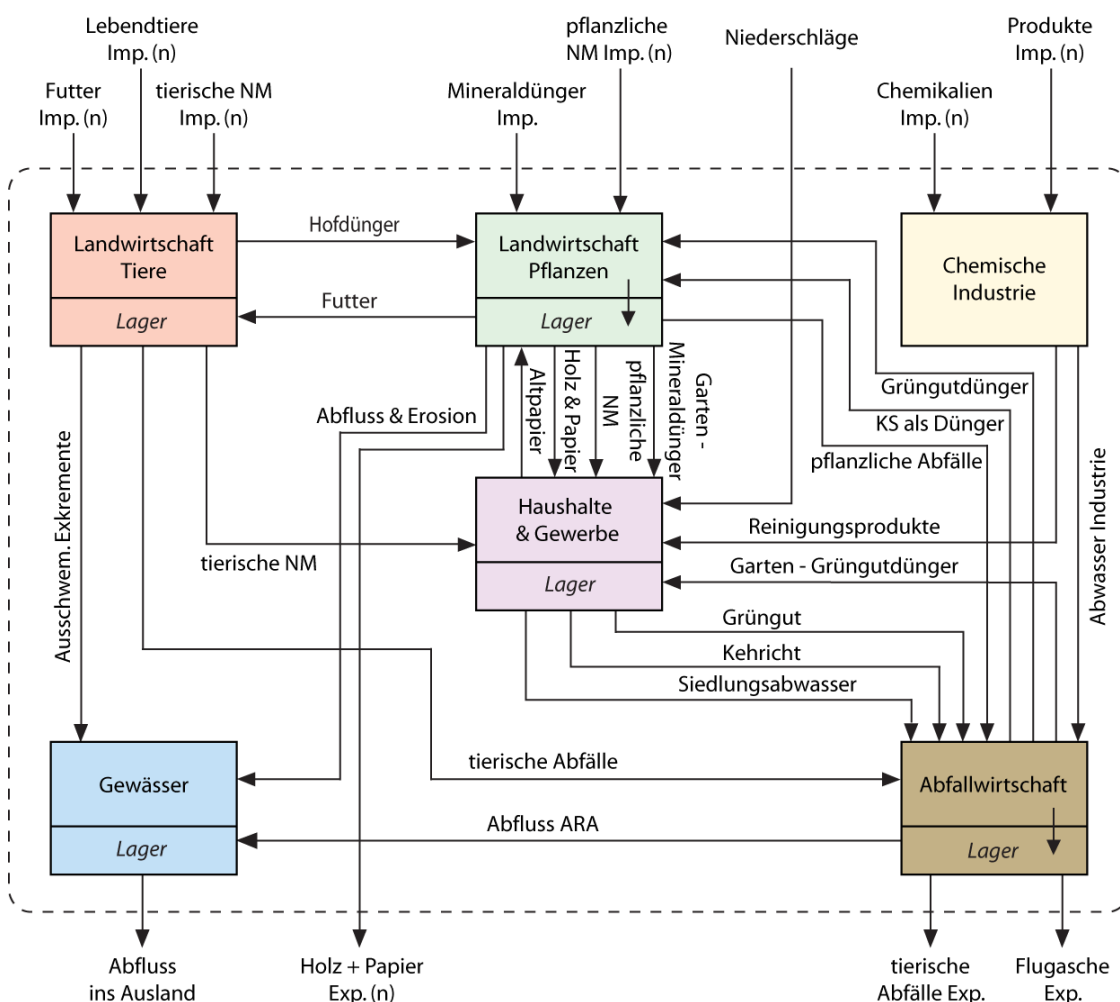 Lebendtiere
Imp. (n)
pflanzliche
NM Imp. (n)
Niederschläge
Produkte
Imp. (n)
Futter
Imp. (n)
tierische NM
Imp. (n)
Mineraldünger
Imp.
Chemikalien
Imp. (n)
Landwirtschaft
Tiere
Lager
Hofdünger
Futter
Landwirtschaft
Pflanzen
Lager
Chemische
Industrie
Abfluss & Erosion
Altpapier
Holz & Papier
pflanzliche
NM
Garten -
Mineraldünger
Grüngutdünger
KS als Dünger
pflanzliche Abfälle
Ausschwem. Exkremente
tierische NM
Haushalte
& Gewerbe
Lager
Reinigungsprodukte
Garten - Grüngutdünger
Abwasser Industrie
Grüngut
Kehricht
Siedlungsabwasser
Gewässer
Lager
tierische Abfälle
Abfluss ARA
Abfallwirtschaft
Lager
Abfluss
ins Ausland
Holz + Papier
Exp. (n)
tierische
Abfälle Exp.
Flugasche
Exp.